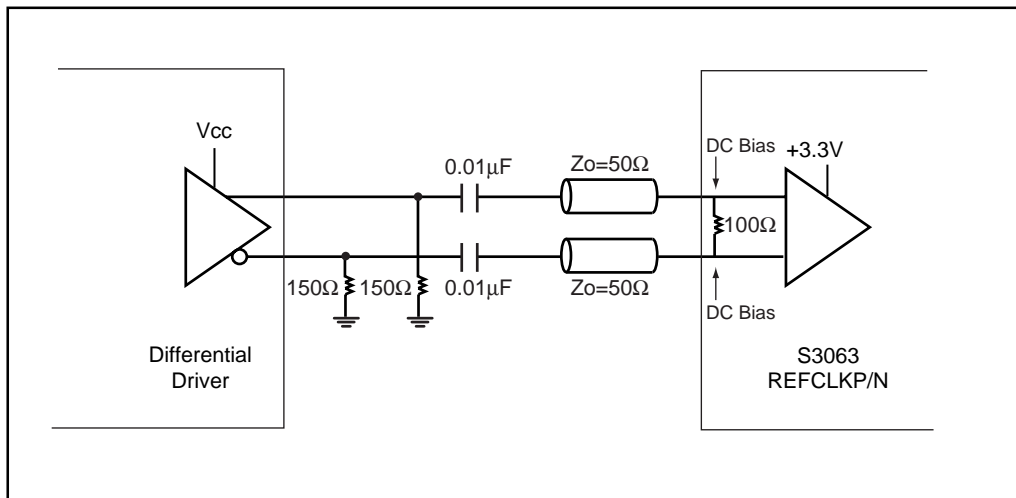 Vcc
0.01µF
Zo=50Ω
DC Bias
+3.3V
100Ω
150Ω
150Ω
0.01µF
Zo=50Ω
DC Bias
Differential
Driver
S3063
REFCLKP/N